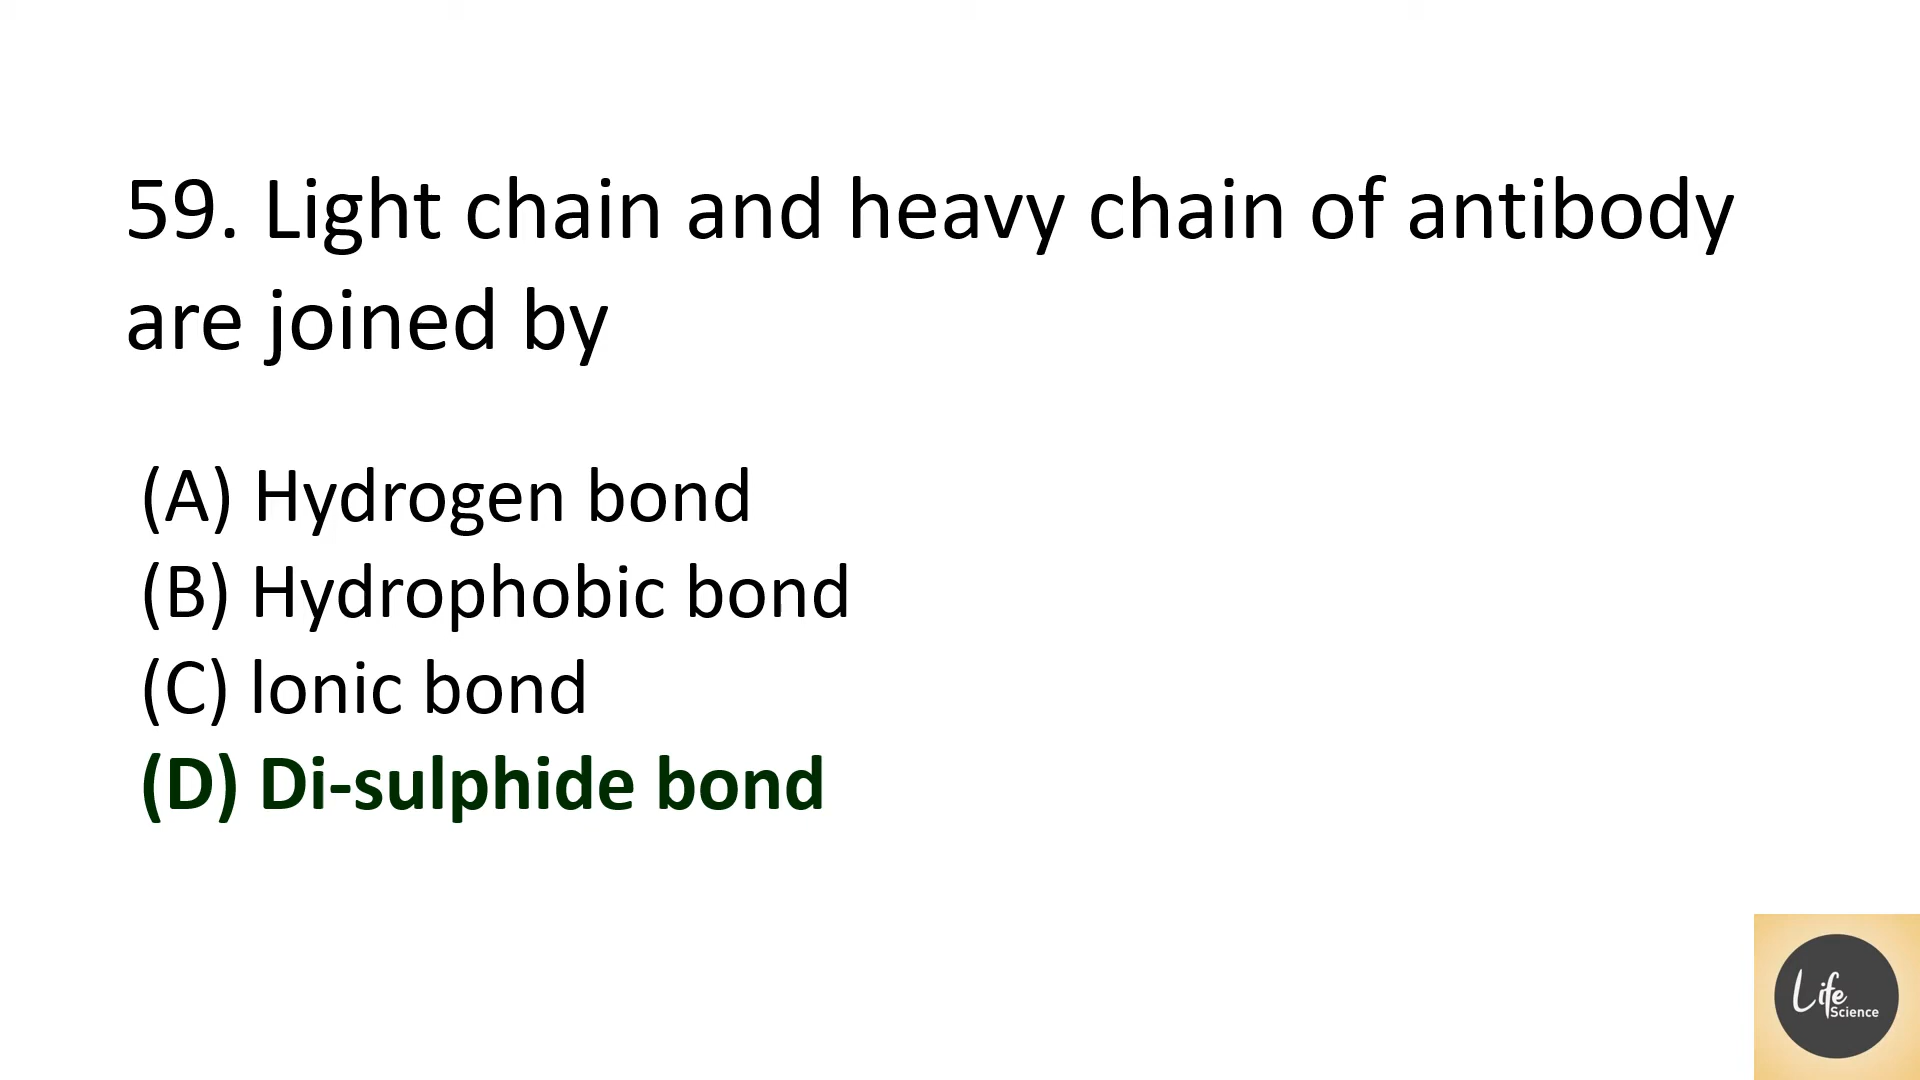 59. Light chain and heavy chain of antibody
are joined by
(A) Hydrogen bond
(B) Hydrophobic bond
(C) lonic bond
(D) Di-sulphide bond
Life
Science